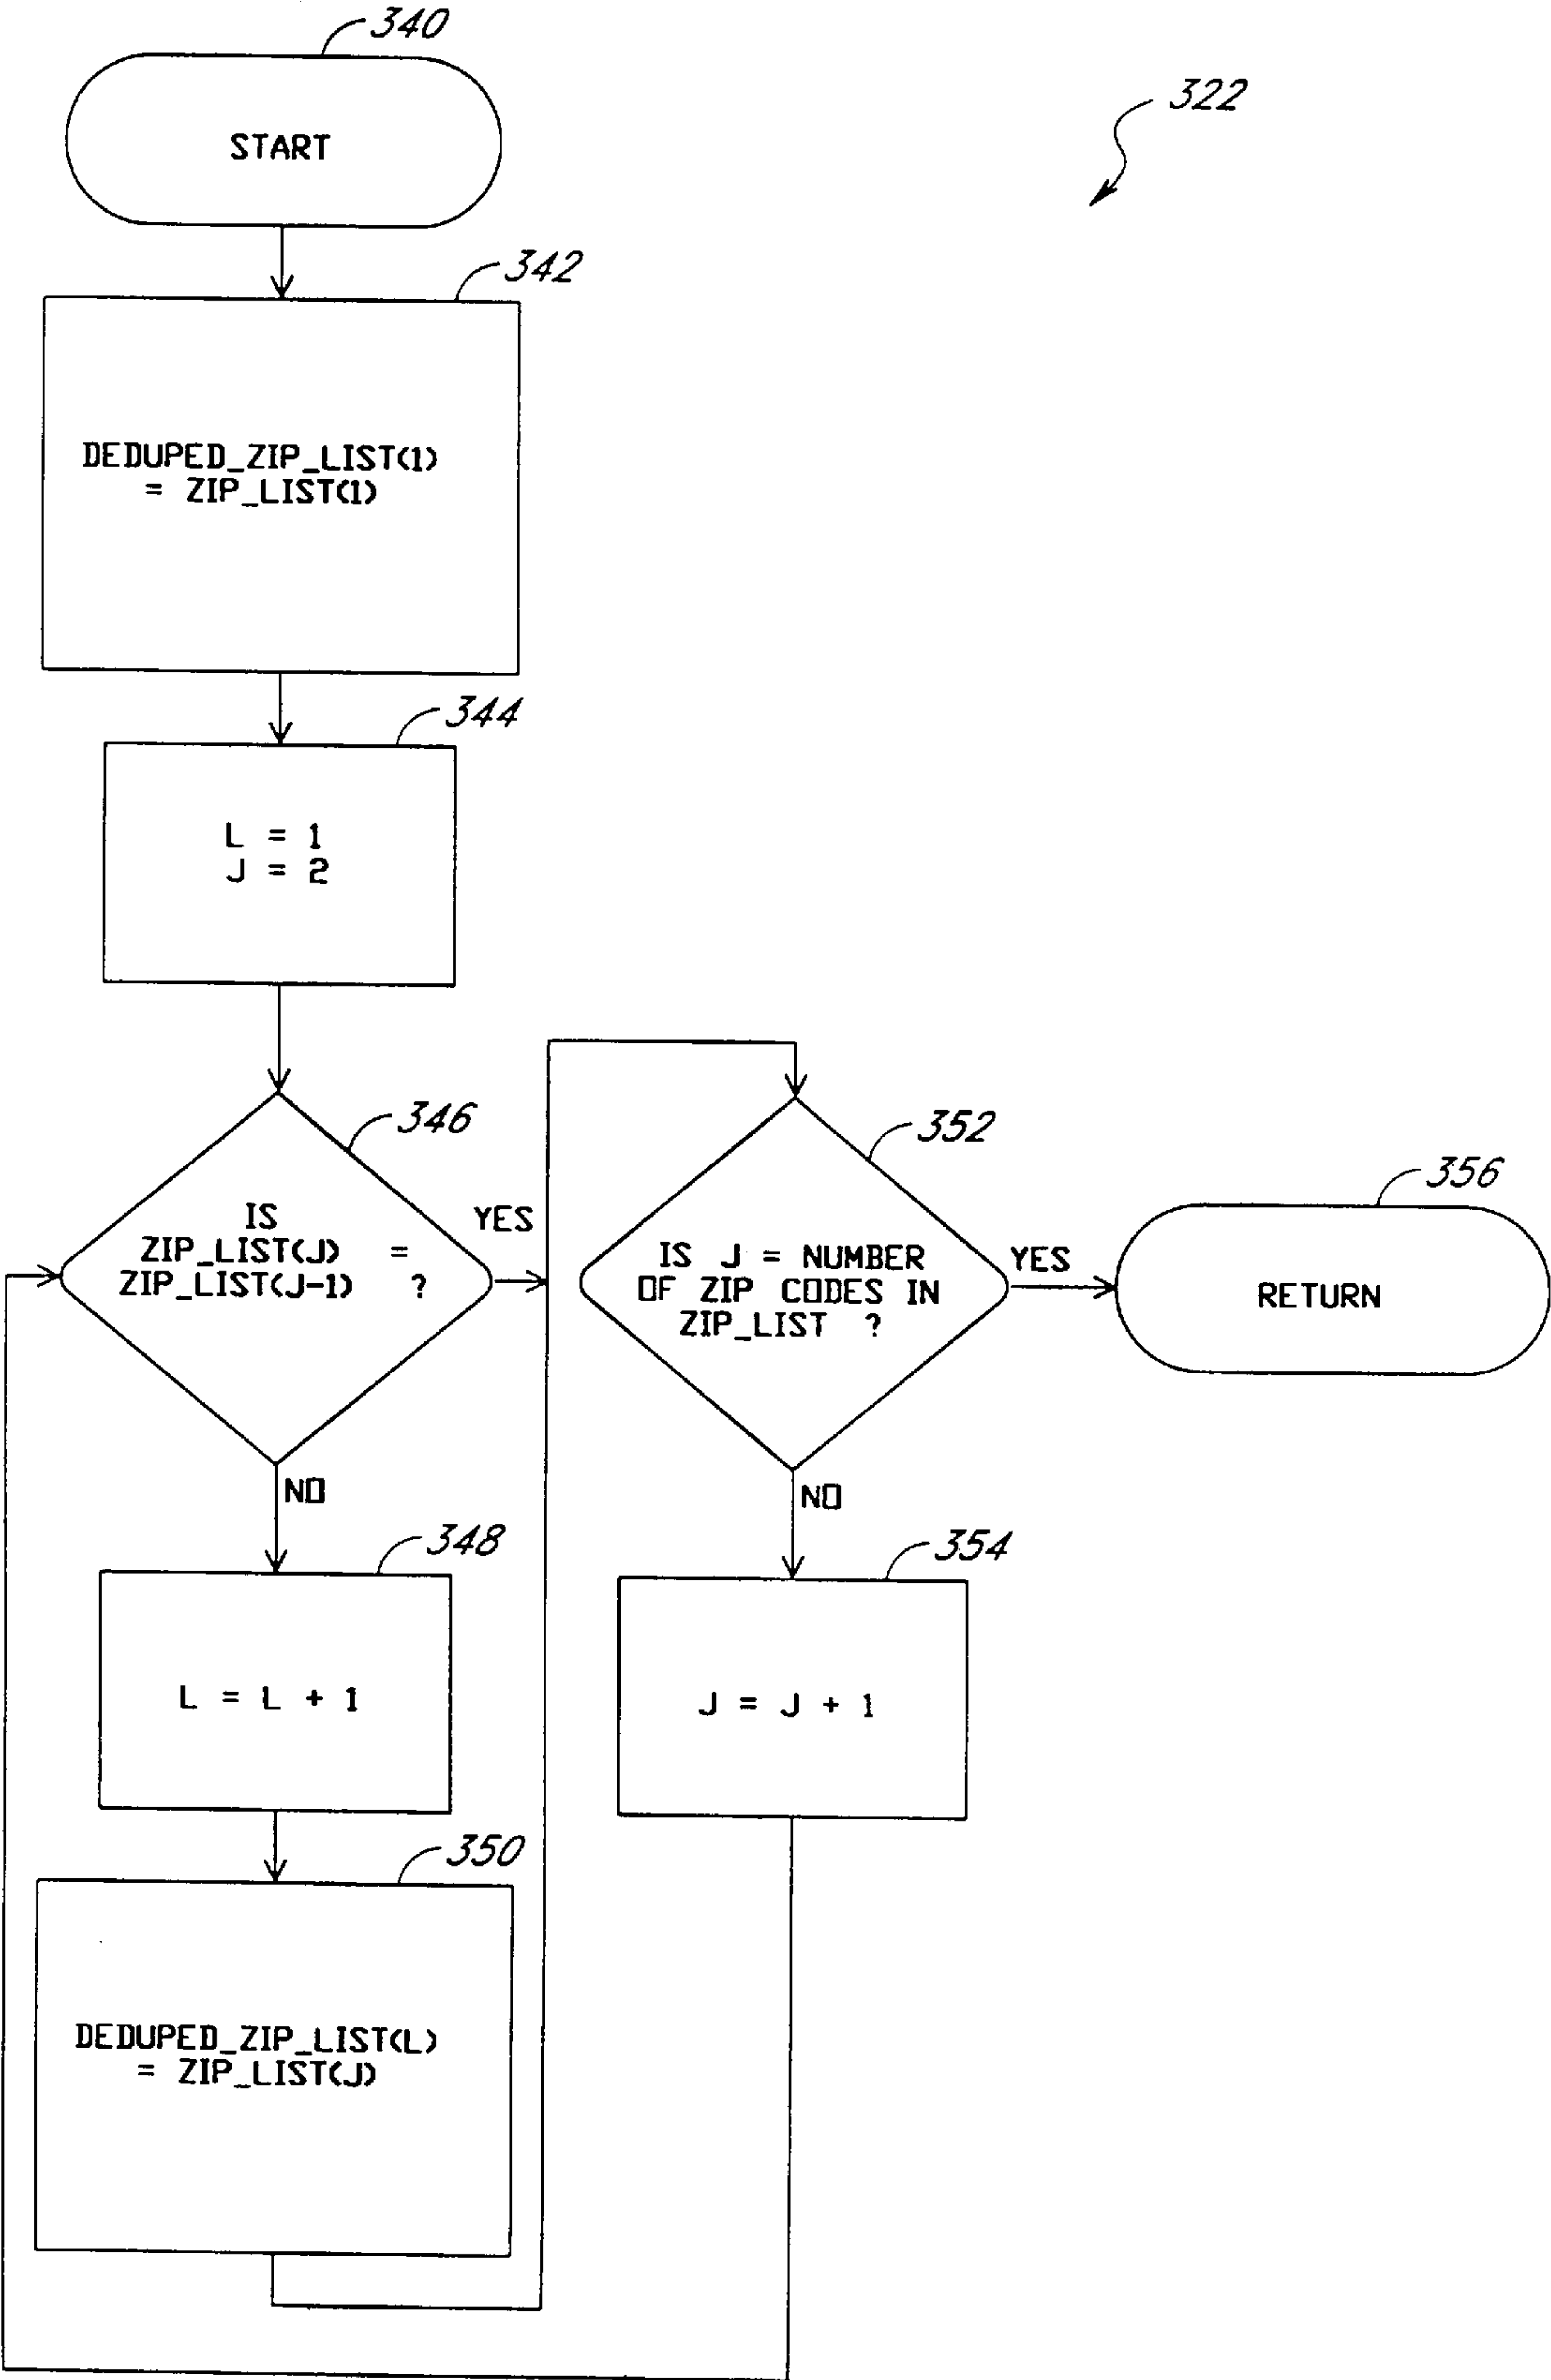 340
322
START
342
DEDUPED_ZIP_LIST(1)
= ZIP_LIST(1)
344
L = 1
J = 2
346
IS
ZIP_LIST(J) =
ZIP_LIST(J-1) ?
YES
NO
352
IS J = NUMBER
OF ZIP CODES IN
ZIP_LIST ?
YES
NO
356
RETURN
348
L = L + 1
354
J = J + 1
350
DEDUPED_ZIP_LIST(L)
= ZIP_LIST(J)